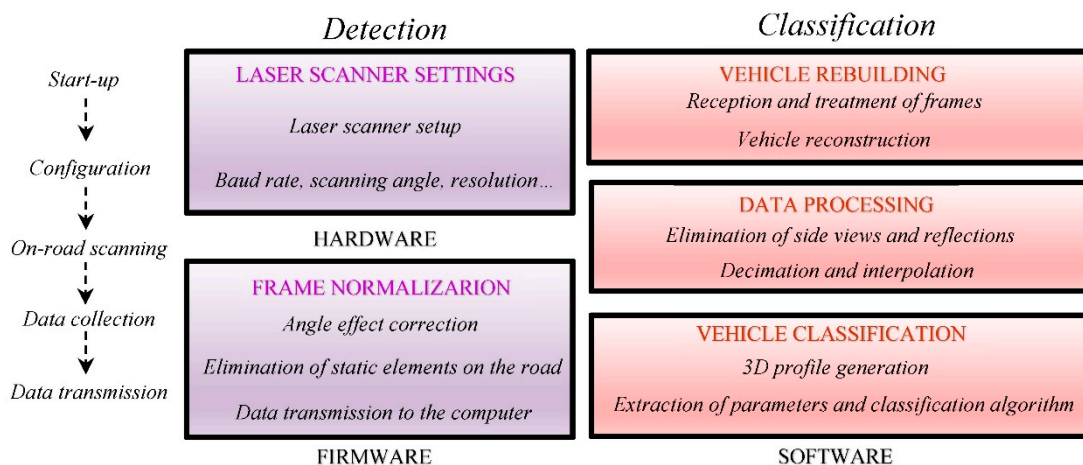 Detection
Classification
Start-up
Configuration
On-road scanning
Data collection
Data transmission
LASER SCANNER SETTINGS
Laser scanner setup
Baud rate, scanning angle, resolution...
HARDWARE
FRAME NORMALIZARION
Angle effect correction
Elimination of static elements on the road
Data transmission to the computer
FIRMWARE
VEHICLE REBUILDING
Reception and treatment of frames
Vehicle reconstruction
DATA PROCESSING
Elimination of side views and reflections
Decimation and interpolation
VEHICLE CLASSIFICATION
3D profile generation
Extraction of parameters and classification algorithm
SOFTWARE